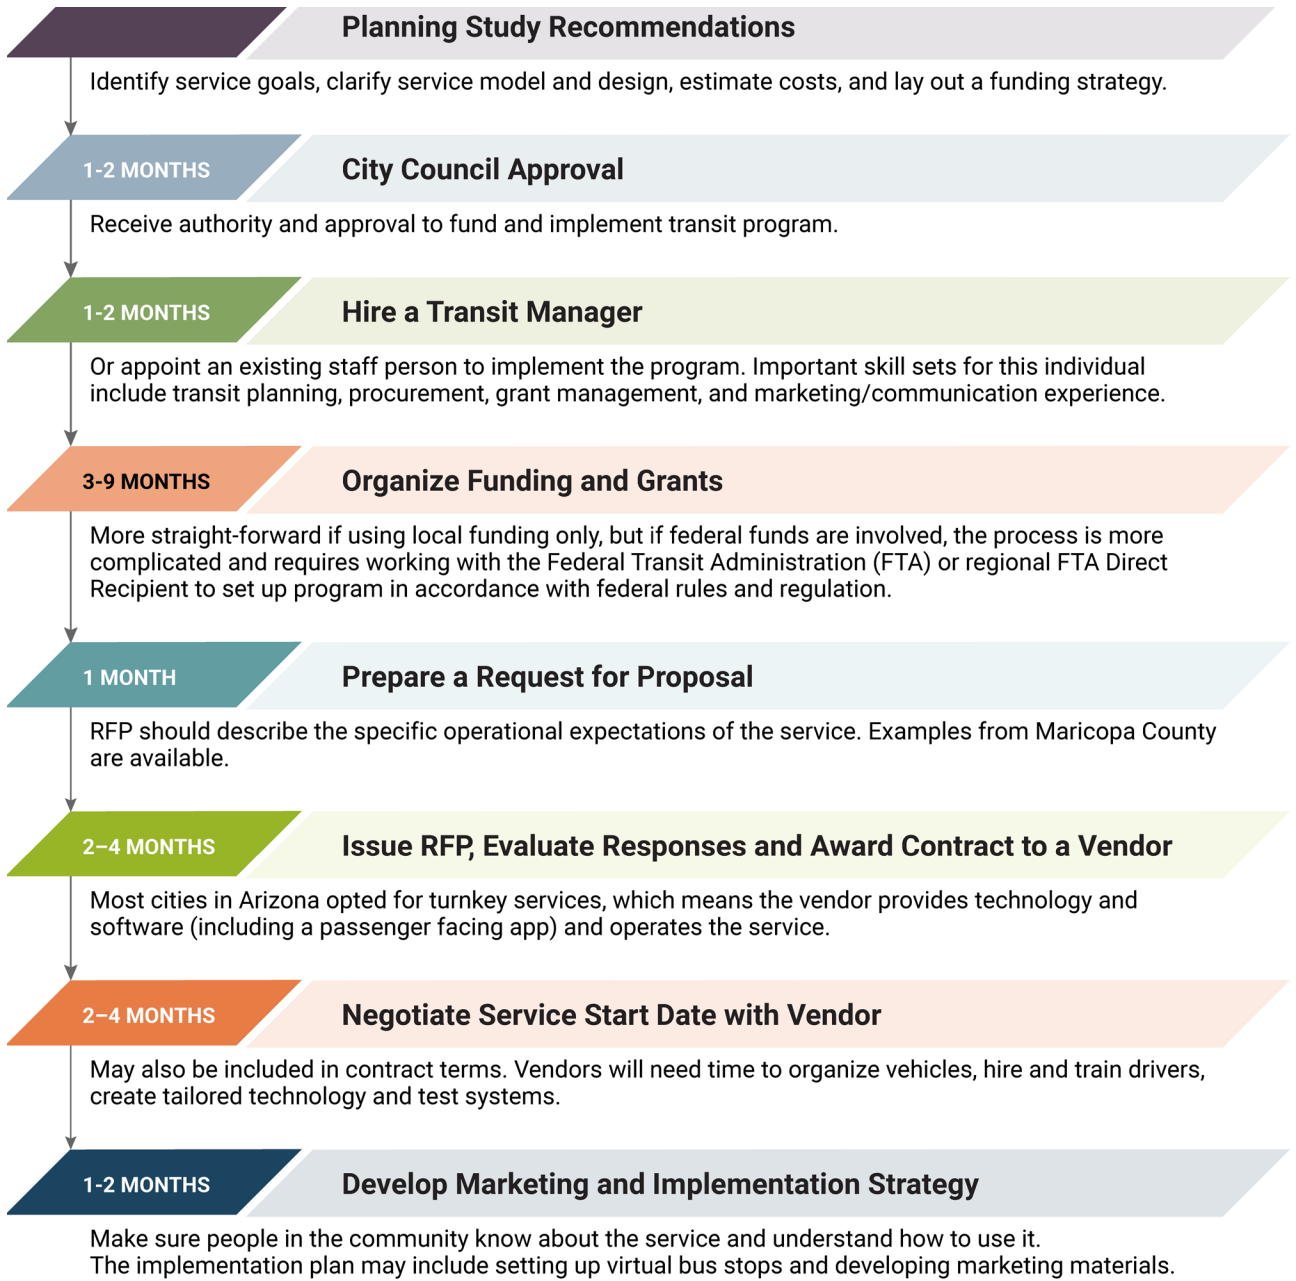 Planning Study Recommendations
Identify service goals, clarify service model and design, estimate costs, and lay out a funding strategy.
1-2 MONTHS
City Council Approval
Receive authority and approval to fund and implement transit program.
1-2 MONTHS
Hire a Transit Manager
Or appoint an existing staff person to implement the program. Important skill sets for this individual
include transit planning, procurement, grant management, and marketing/communication experience.
3-9 MONTHS
Organize Funding and Grants
More straight-forward if using local funding only, but if federal funds are involved, the process is more
complicated and requires working with the Federal Transit Administration (FTA) or regional FTA Direct
Recipient to set up program in accordance with federal rules and regulation.
1 MONTH
Prepare a Request for Proposal
RFP should describe the specific operational expectations of the service. Examples from Maricopa County
are available.
2–4 MONTHS
Issue RFP, Evaluate Responses and Award Contract to a Vendor
Most cities in Arizona opted for turnkey services, which means the vendor provides technology and
software (including a passenger facing app) and operates the service.
2–4 MONTHS
Negotiate Service Start Date with Vendor
May also be included in contract terms. Vendors will need time to organize vehicles, hire and train drivers,
create tailored technology and test systems.
1-2 MONTHS
Develop Marketing and Implementation Strategy
Make sure people in the community know about the service and understand how to use it.
The implementation plan may include setting up virtual bus stops and developing marketing materials.